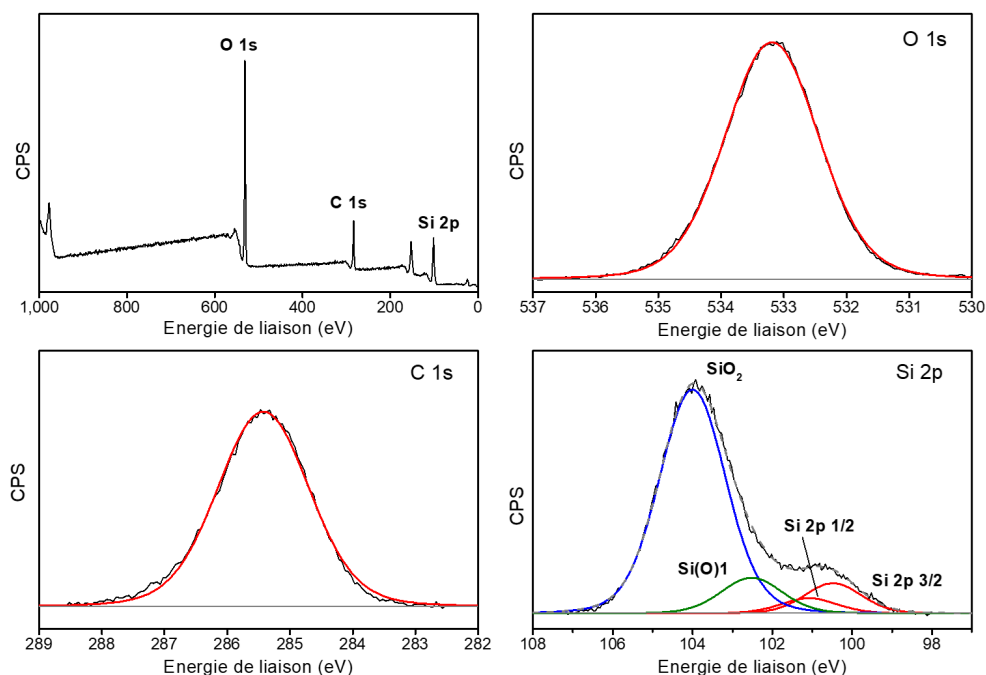 O 1s
C 1s
Si 2p
CPS
1,000 800 600 400 200 0
Energie de liaison (eV)
O 1s
CPS
537 536 535 534 533 532 531 530
Energie de liaison (eV)
C 1s
CPS
289 288 287 286 285 284 283 282
Energie de liaison (eV)
SiO₂
Si 2p
Si 2p 1/2
Si(O)1
Si 2p 3/2
CPS
108 106 104 102 100 98
Energie de liaison (eV)